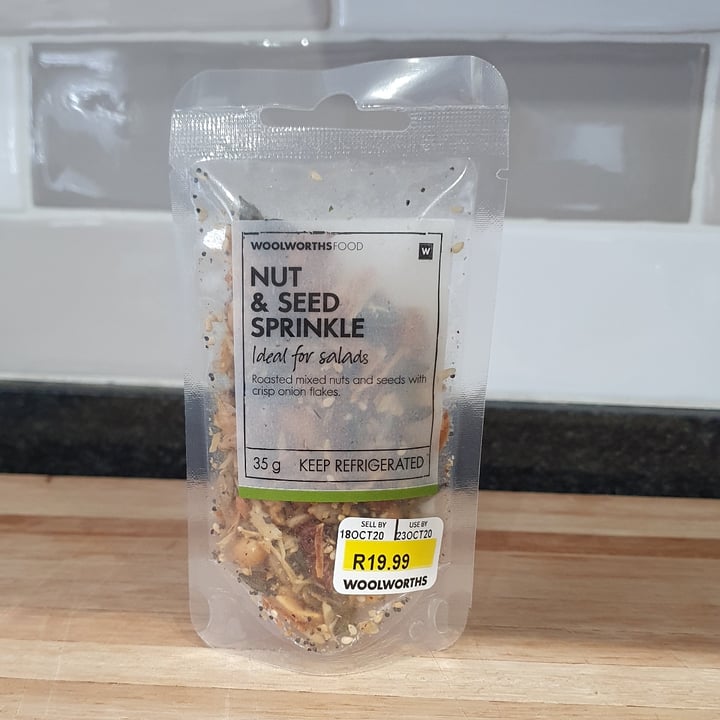 WOOLWORTHSFOOD
W
NUT
& SEED
SPRINKLE
Ideal for salads
Roasted mixed nuts and seeds with
crisp onion flakes.
35 g KEEP REFRIGERATED
SELL BY USE BY
18OCT20 23OCT20
R19.99
WOOLWORTHS